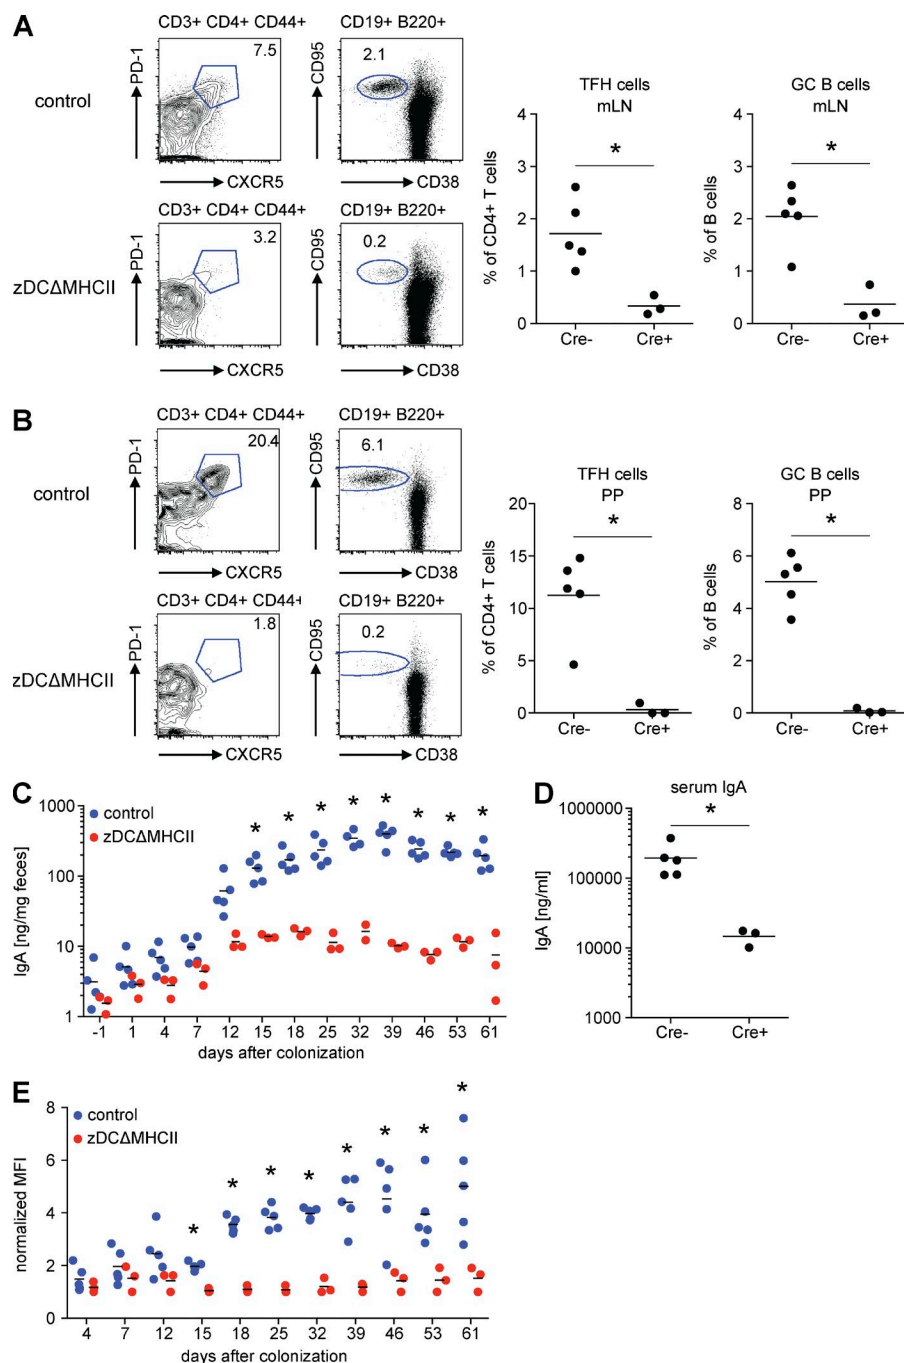 A
CD3+ CD4+ CD44+
CD19+ B220+
control
PD-1
7.5
CXCR5
CD95
2.1
CD38
CD3+ CD4+ CD44+
CD19+ B220+
zDCΔMHCII
PD-1
3.2
CXCR5
CD95
0.2
CD38
TFH cells
mLN
% of CD4+ T cells
4
3
2
1
0
*
Cre- Cre+
GC B cells
mLN
% of B cells
4
3
2
1
0
*
Cre- Cre+
B
CD3+ CD4+ CD44+
CD19+ B220+
control
PD-1
20.4
CXCR5
CD95
6.1
CD38
CD3+ CD4+ CD44+
CD19+ B220+
zDCΔMHCII
PD-1
1.8
CXCR5
CD95
0.2
CD38
TFH cells
PP
% of CD4+ T cells
20
15
10
5
0
*
Cre- Cre+
GC B cells
PP
% of B cells
8
6
4
2
0
*
Cre- Cre+
C
control
zDCΔMHCII
IgA [ng/mg feces]
1000
100
10
1
* * * * * * * *
-1 1 4 7 12 15 18 25 32 39 46 53 61
days after colonization
D
serum IgA
IgA [ng/ml]
1000000
100000
10000
1000
*
Cre- Cre+
E
control
zDCΔMHCII
normalized MFI
8
6
4
2
0
* * * * * * * *
4 7 12 15 18 25 32 39 46 53 61
days after colonization